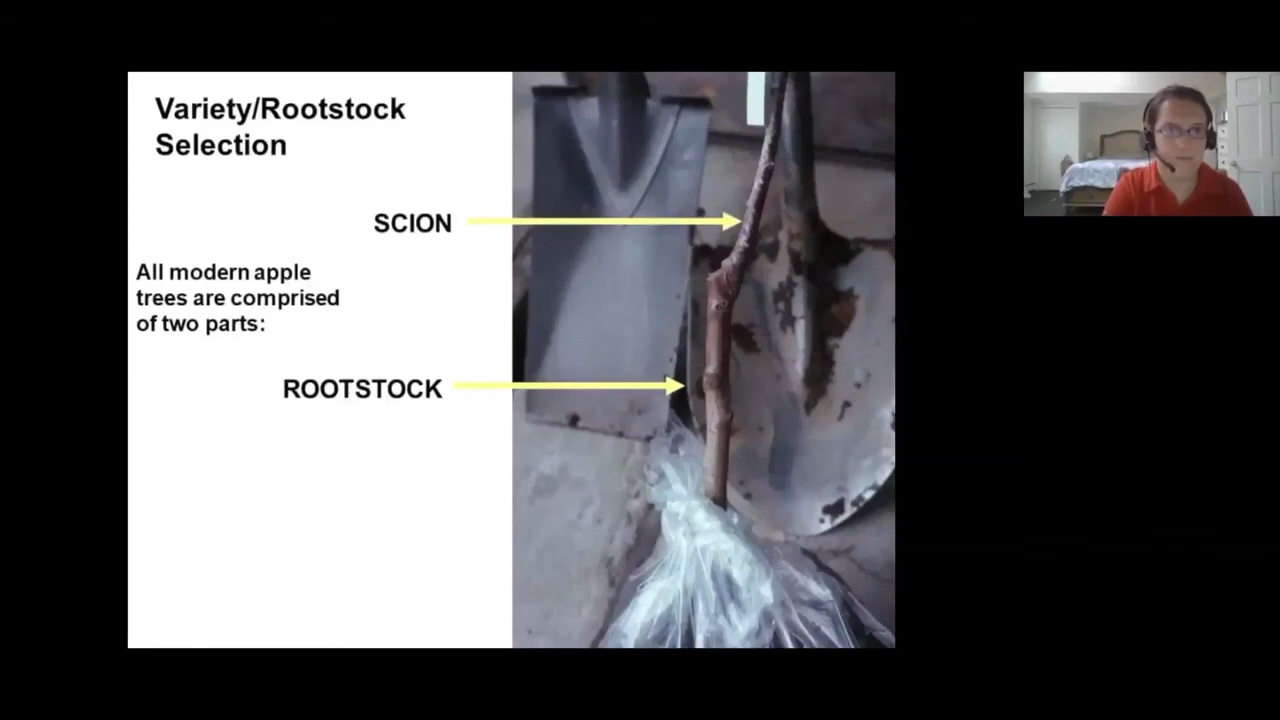 Variety/Rootstock
Selection
SCION
All modern apple
trees are comprised
of two parts:
ROOTSTOCK